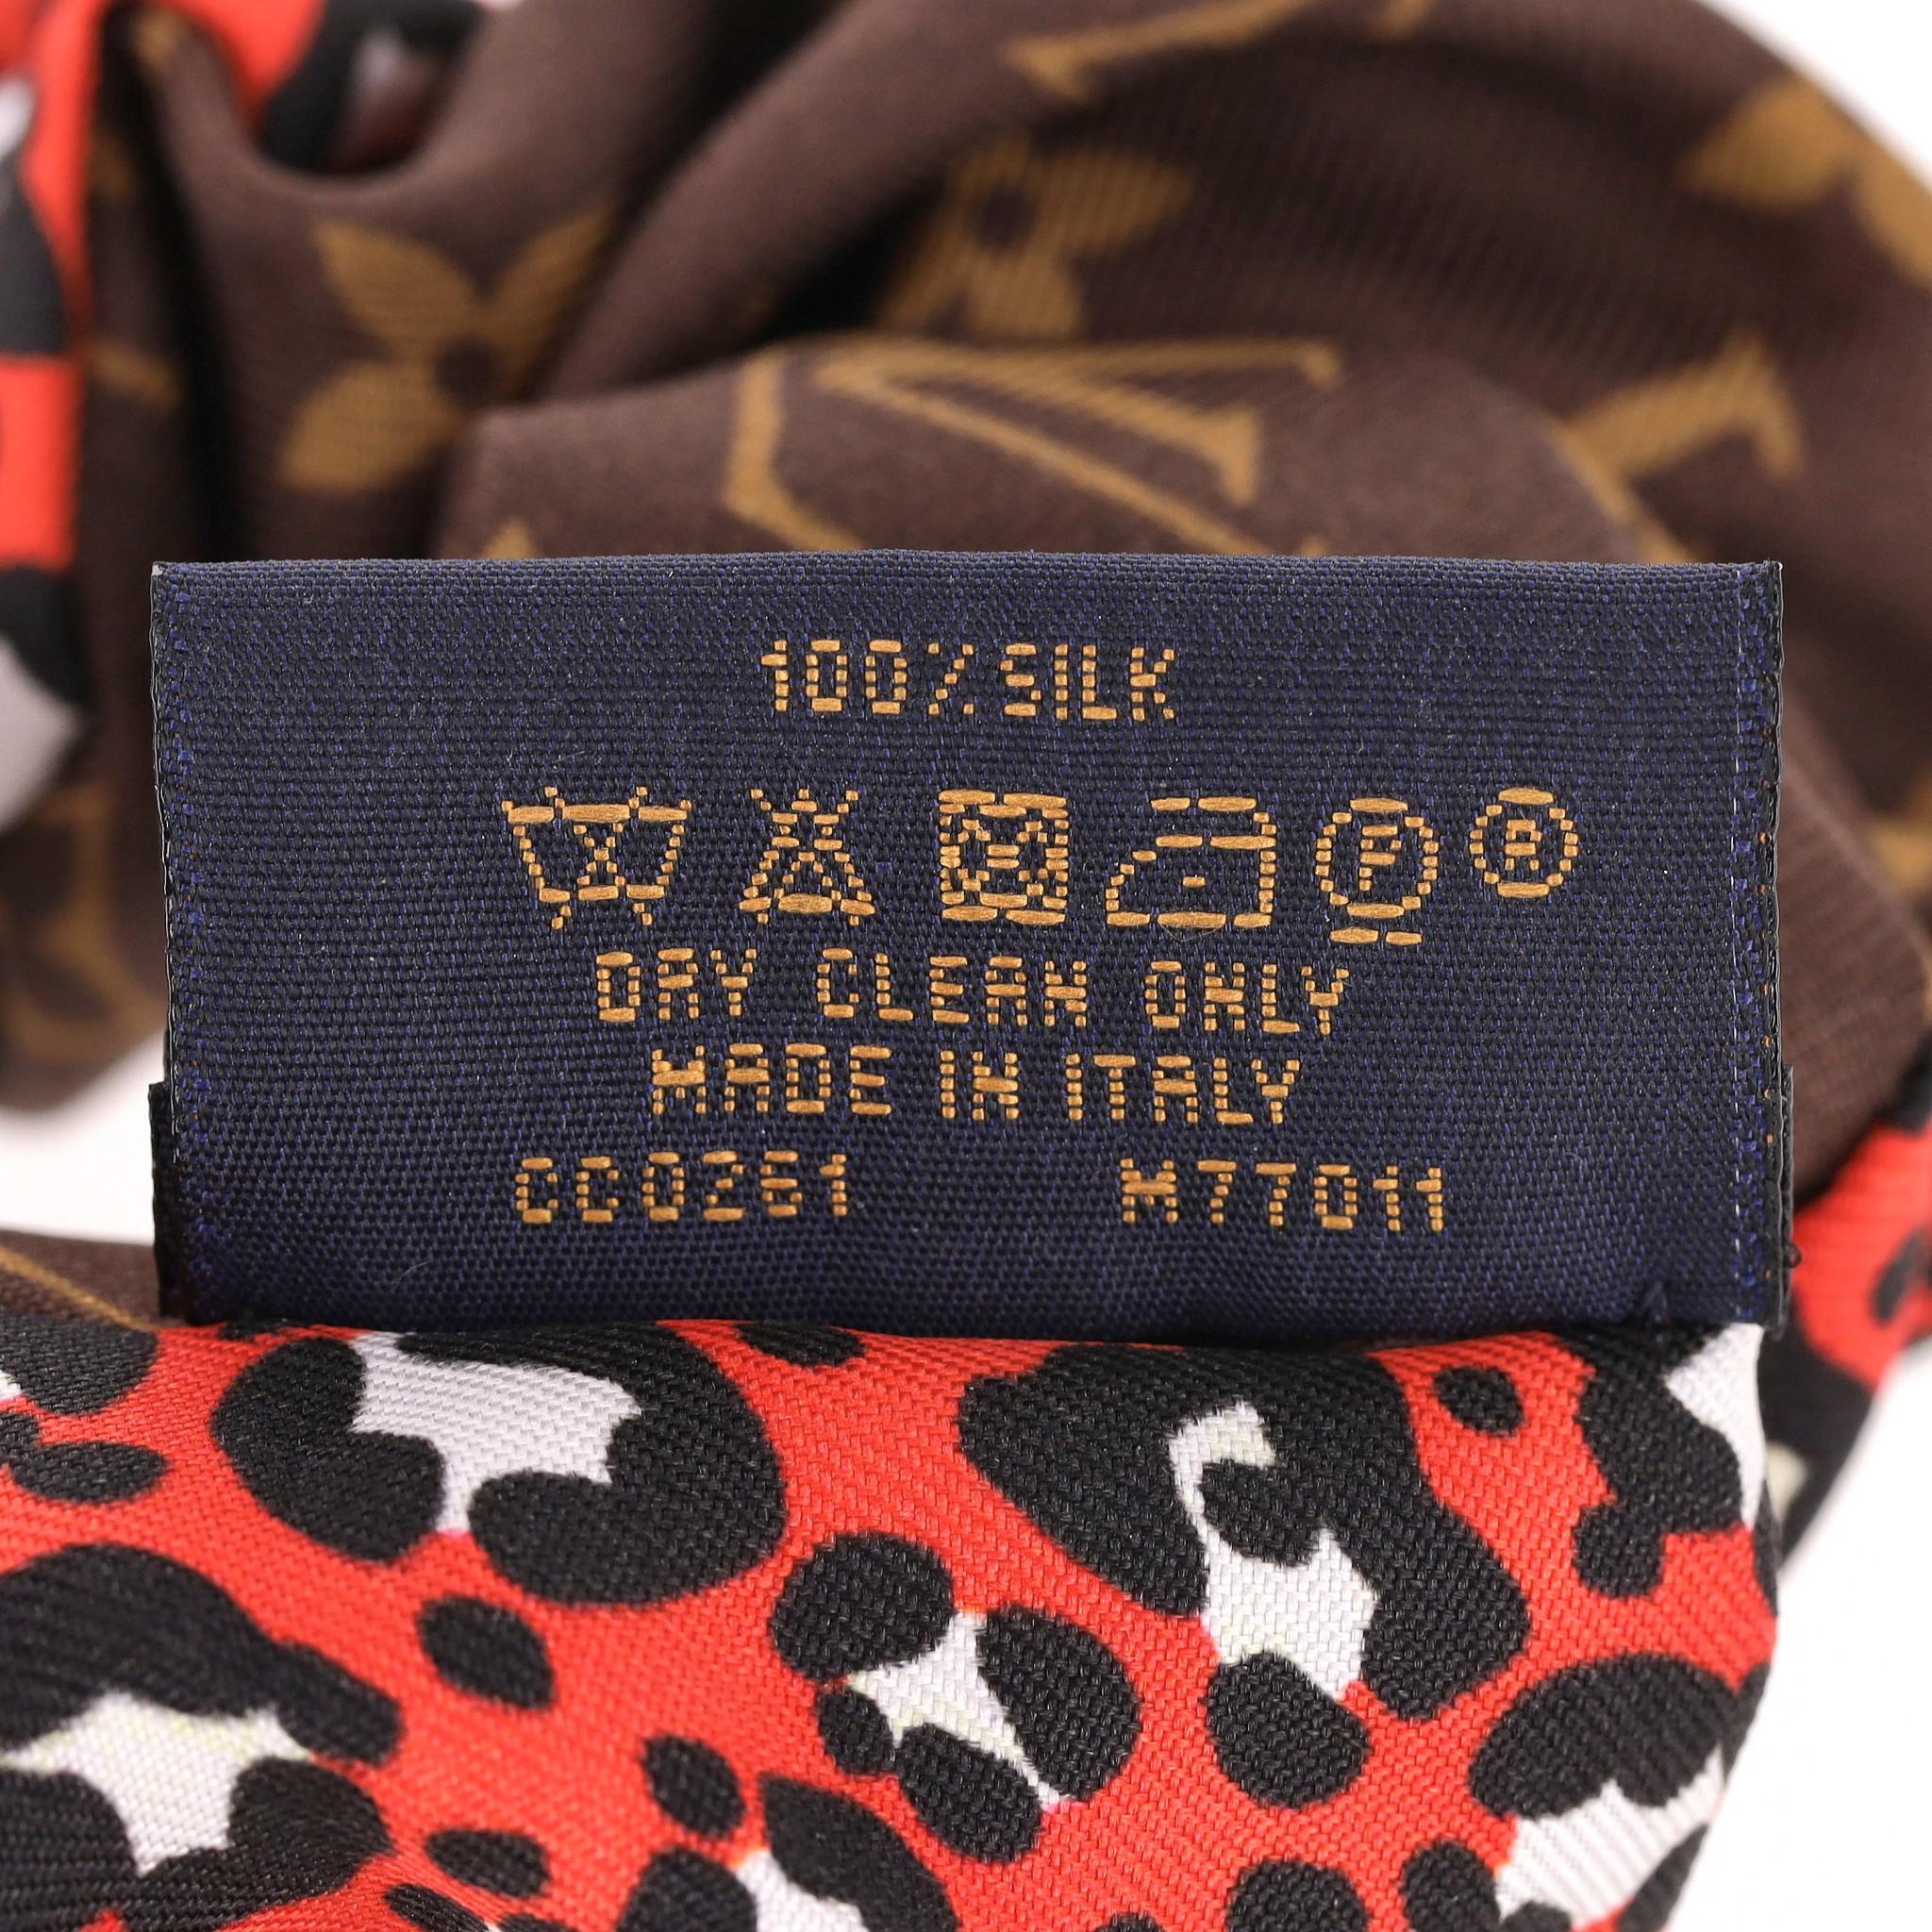 100% SILK
P ®
DRY CLEAN ONLY
MADE IN ITALY
CC0261 M77011